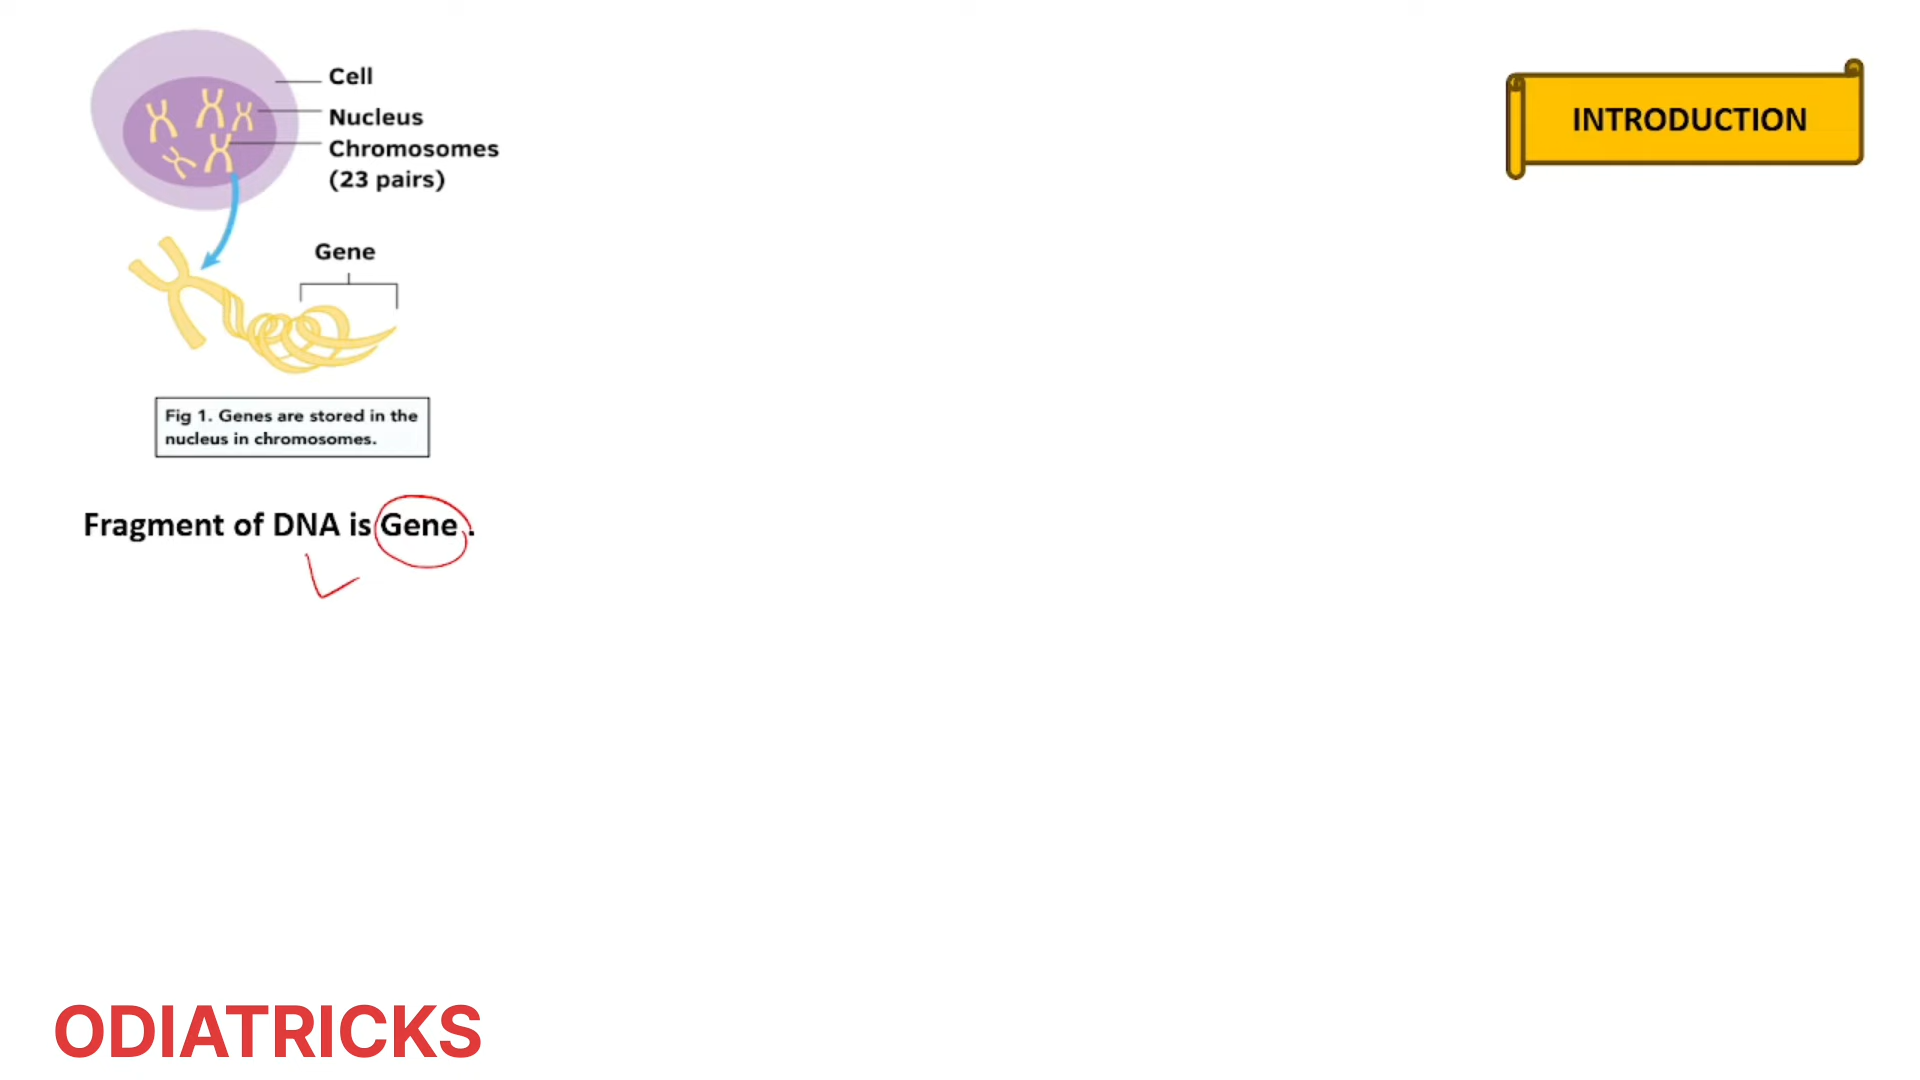 Cell
Nucleus
Chromosomes
(23 pairs)
INTRODUCTION
Gene
Fig 1. Genes are stored in the
nucleus in chromosomes.
Fragment of DNA is Gene .
ODIATRICKS